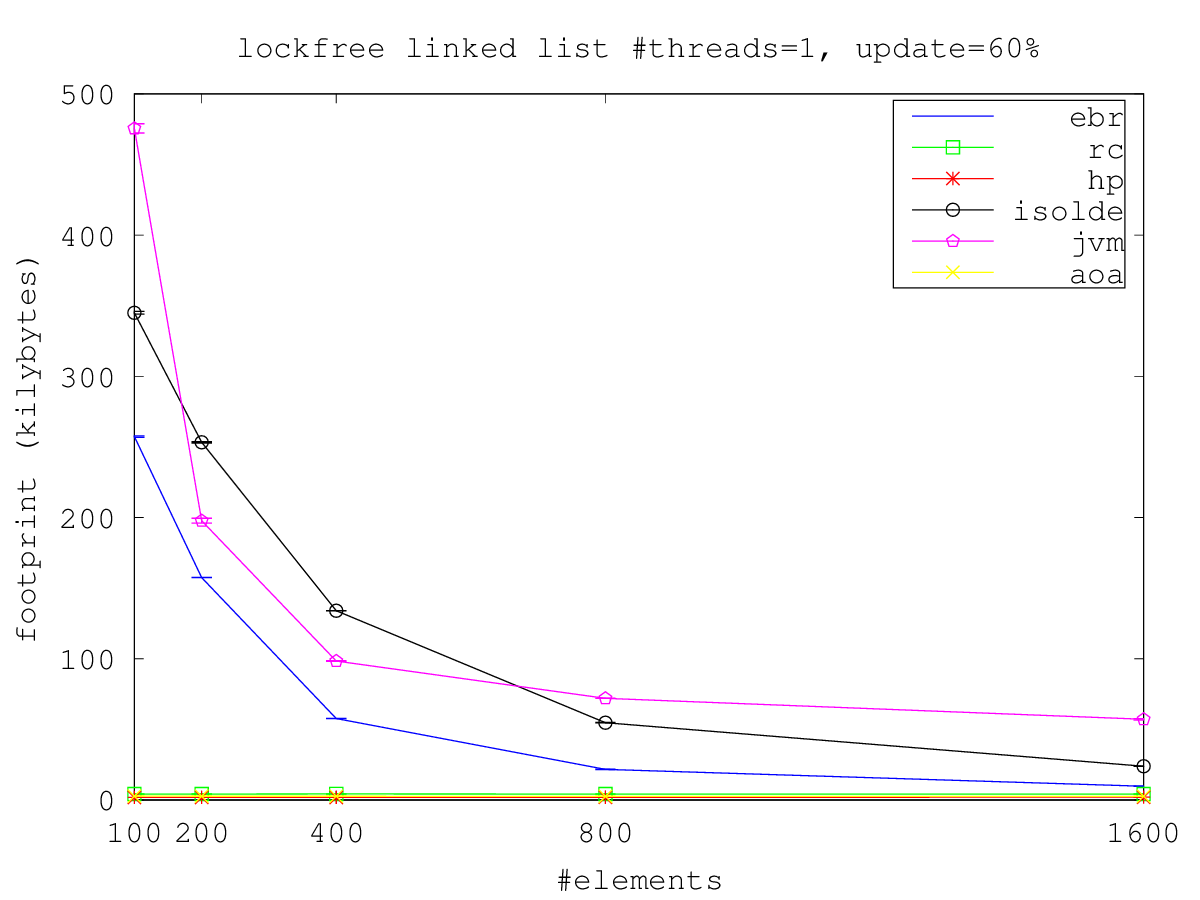 lockfree linked list #threads=1, update=60%
500
400
300
200
100
0
footprint (kilybytes)
ebr
rc
hp
isolde
jvm
aoa
100 200 400 800 1600
#elements